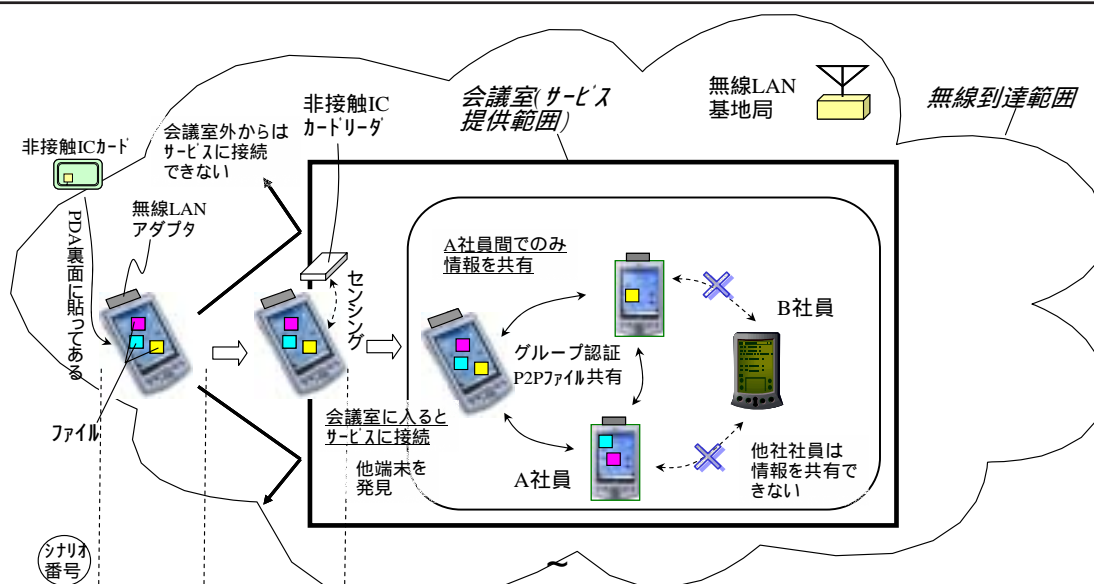 非接触ICカード
会議室外からは
サービスに接続
できない
非接触IC
カードリーダ
会議室(サービス
提供範囲)
無線LAN
基地局
無線到達範囲
無線LAN
アダプタ
PDA裏面に貼ってある
ファイル
センシング
会議室に入ると
サービスに接続
他端末を
発見
A社員間でのみ
情報を共有
グループ認証
P2Pファイル共有
A社員
B社員
他社社員は
情報を共有で
きない
シナリオ
番号
~